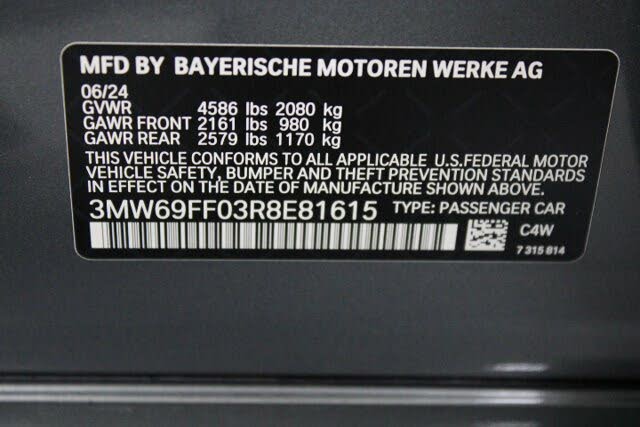 MFD BY BAYERISCHE MOTOREN WERKE AG
06/24
GVWR 4586 lbs 2080 kg
GAWR FRONT 2161 lbs 980 kg
GAWR REAR 2579 lbs 1170 kg
THIS VEHICLE CONFORMS TO ALL APPLICABLE U.S.FEDERAL MOTOR
VEHICLE SAFETY, BUMPER AND THEFT PREVENTION STANDARDS
IN EFFECT ON THE DATE OF MANUFACTURE SHOWN ABOVE.
3MW69FF03R8E81615 TYPE: PASSENGER CAR
C4W
7 315 814